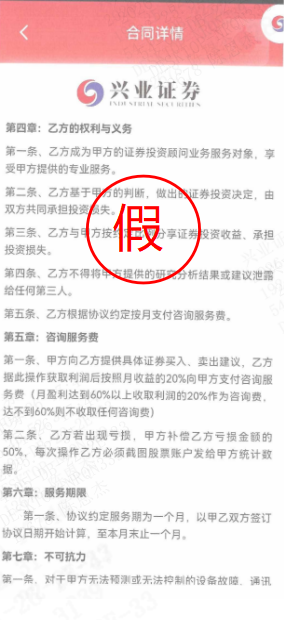 合同详情
兴业证券
INDUSTRIAL SECURITIES
第四章：乙方的权利与义务
第一条、乙方成为甲方的证券投资顾问业务服务对象，享
受甲方提供的专业服务。
第二条、乙方基于甲方的判断，做出的证券投资决定，由
双方共同承担投资损失。
第三条、乙方与甲方按约定 分享证券投资收益、承担
投资损失。
第四条、乙方不得将甲方提供的研究分析结果或建议泄露
给任何第三人。
第五条、乙方根据协议约定按月支付咨询服务费。
假
第五章：咨询服务费
第一条、甲方向乙方提供具体证券买入、卖出建议，乙方
据此操作获取利润后按照月收益的20%向甲方支付咨询服
务费（月盈利达到60%以上收取利润的20%作为咨询费，
达不到60%则不收取任何咨询费）
第二条、乙方若出现亏损，甲方补偿乙方亏损金额的
50%，每次操作乙方必须截图股票账户发给甲方统计数
据。
第六章：服务期限
第一条、协议约定服务期为一个月，以甲乙双方签订
协议日期开始计算，至本月末止一个月。
第七章：不可抗力
第一条、对于甲方无法预测或无法控制的设备故障、通讯